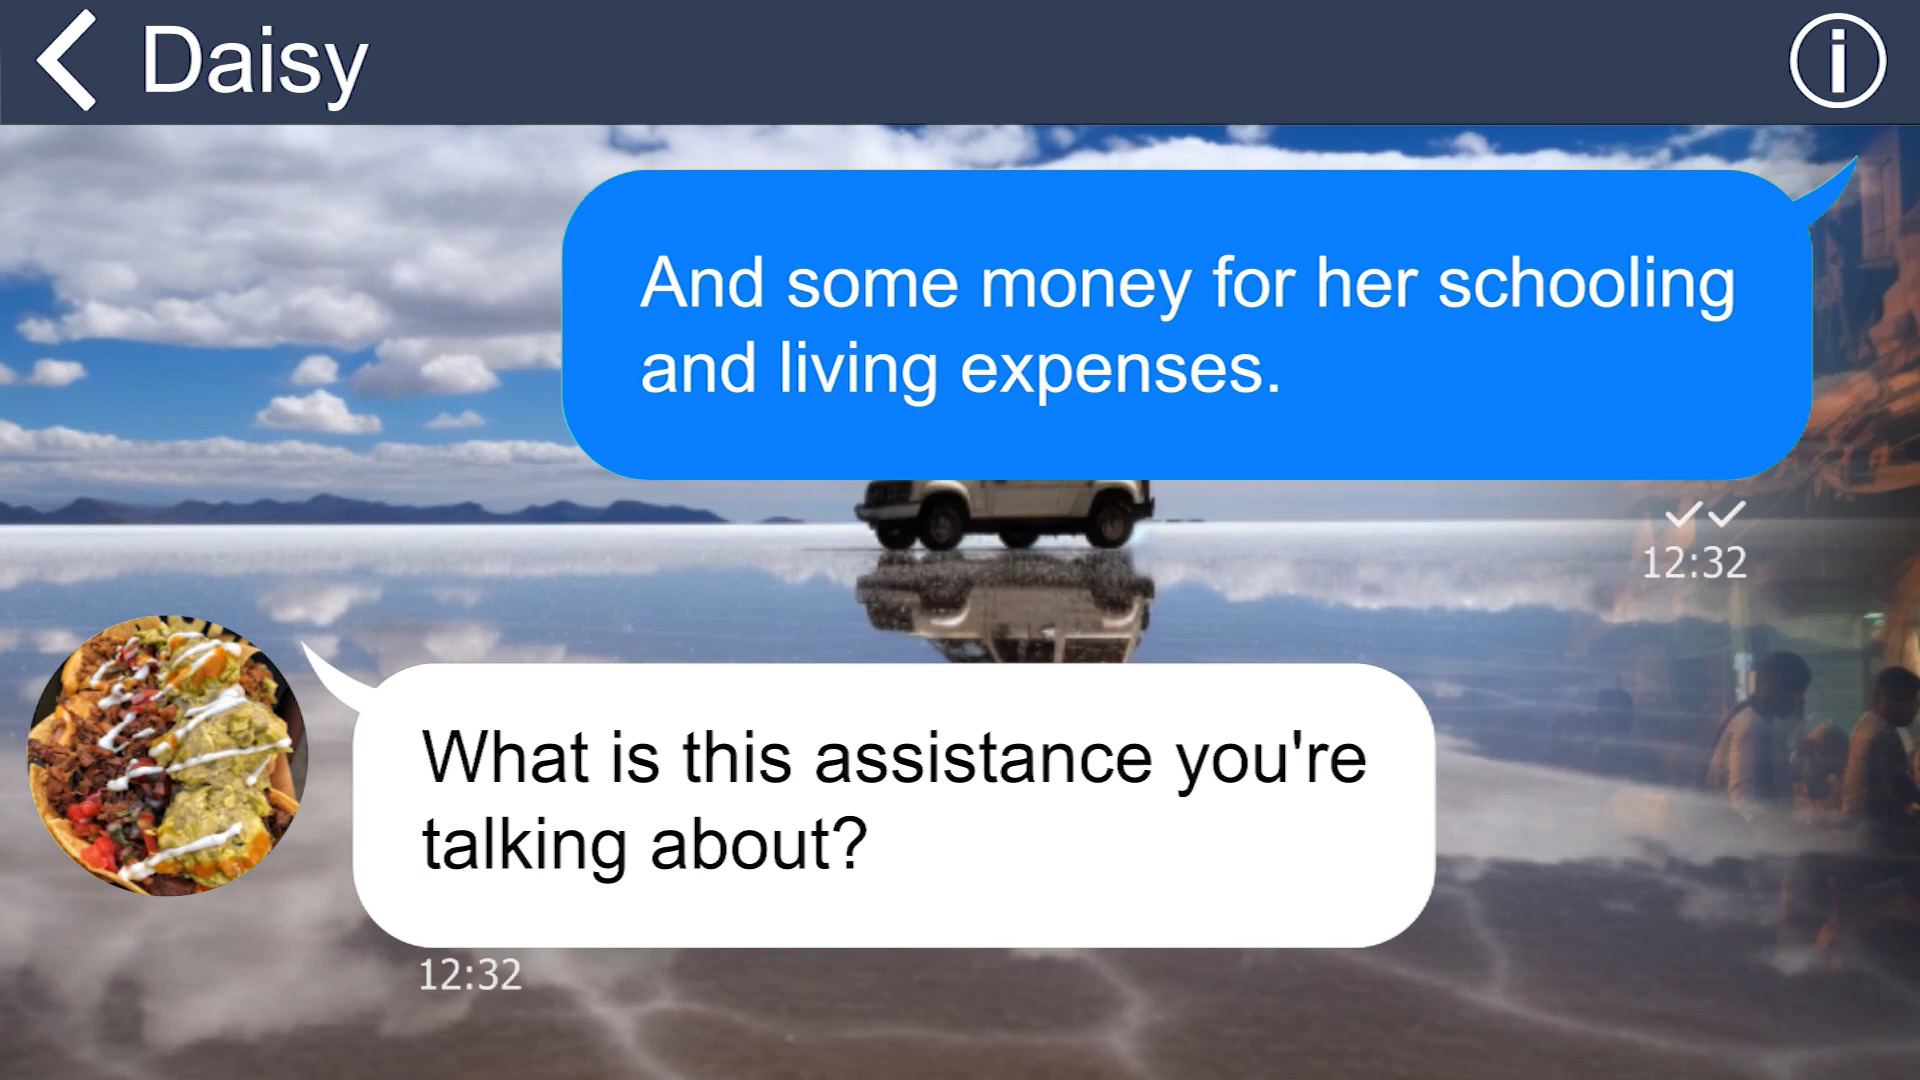 Daisy
And some money for her schooling
and living expenses.
12:32
What is this assistance you're
talking about?
12:32